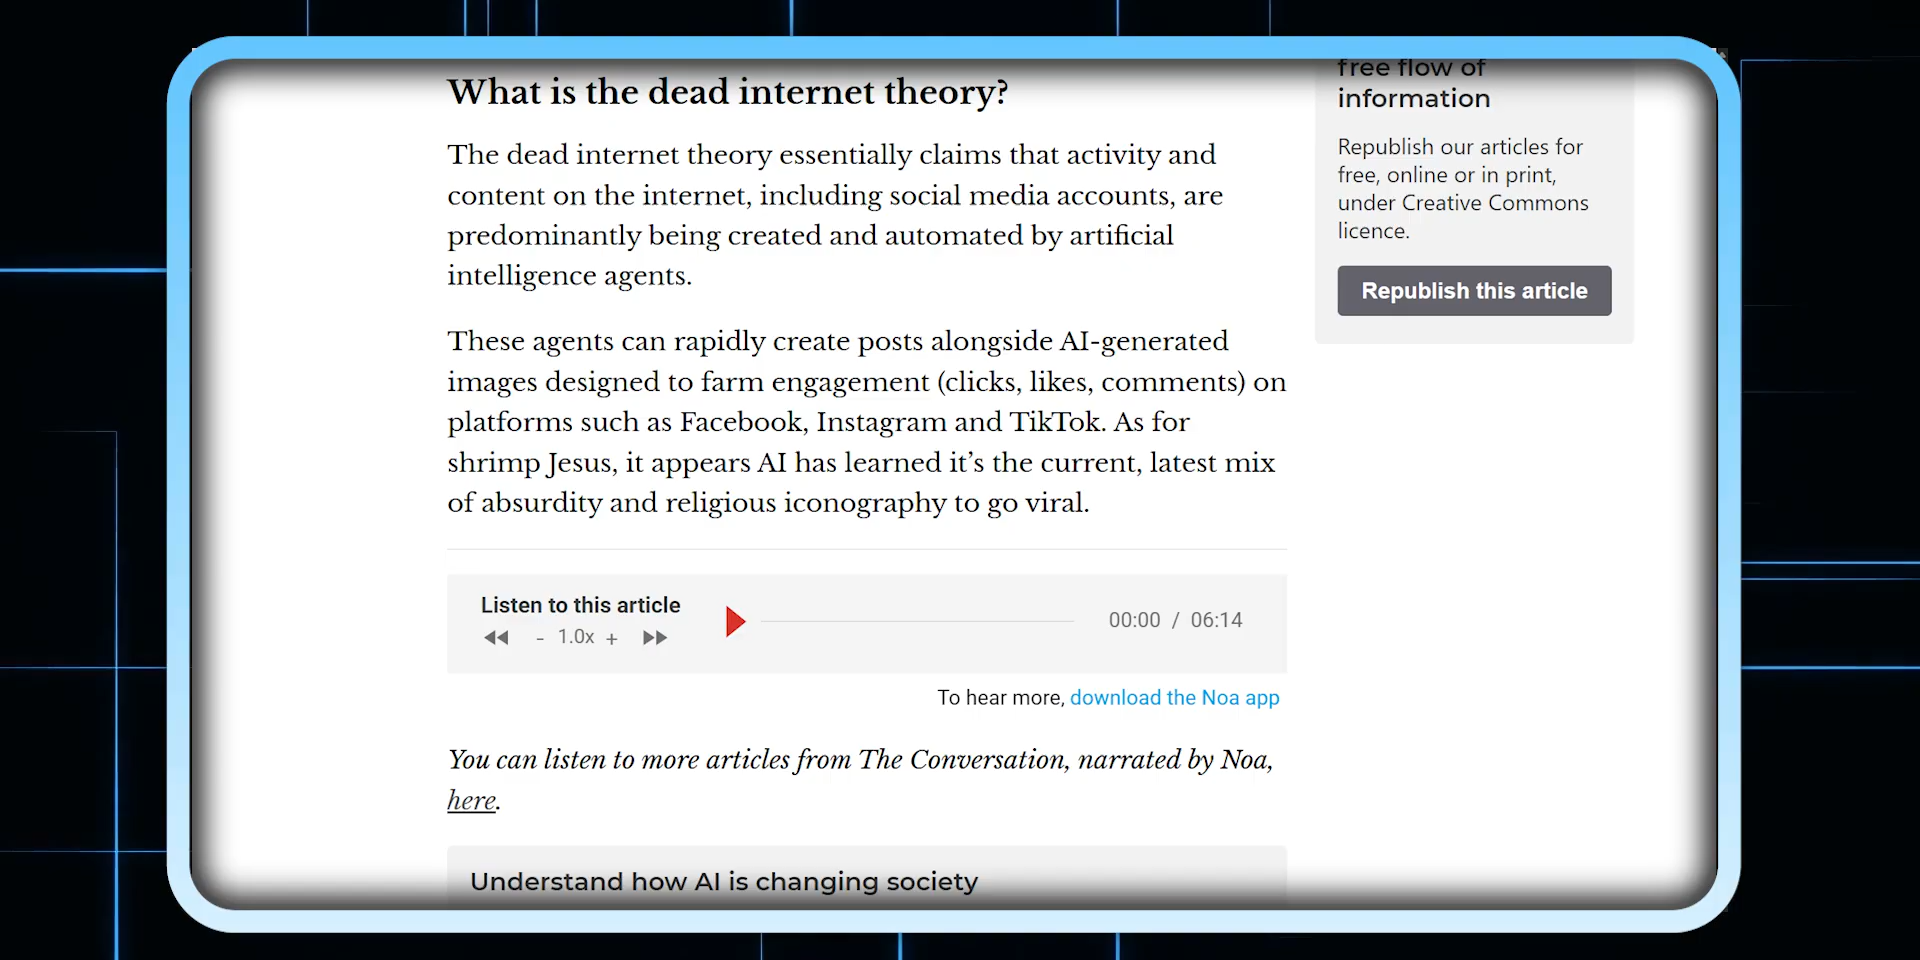 What is the dead internet theory?
The dead internet theory essentially claims that activity and
content on the internet, including social media accounts, are
predominantly being created and automated by artificial
intelligence agents.
These agents can rapidly create posts alongside AI-generated
images designed to farm engagement (clicks, likes, comments) on
platforms such as Facebook, Instagram and TikTok. As for
shrimp Jesus, it appears AI has learned it’s the current, latest mix
of absurdity and religious iconography to go viral.
Listen to this article
- 1.0x +
00:00 / 06:14
To hear more, download the Noa app
You can listen to more articles from The Conversation, narrated by Noa,
here.
Understand how AI is changing society
free flow of
information
Republish our articles for
free, online or in print,
under Creative Commons
licence.
Republish this article